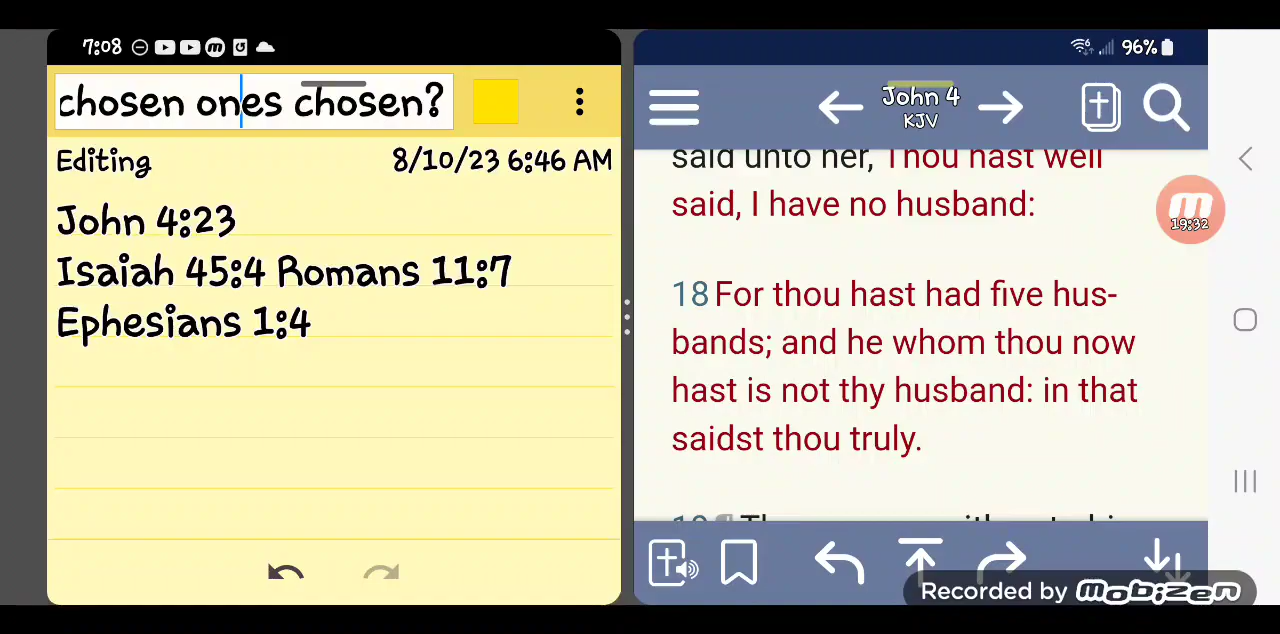 7:08
chosen ones chosen?
Editing 8/10/23 6:46 AM
John 4:23
Isaiah 45:4 Romans 11:7
Ephesians 1:4
96%
John 4
KJV
said unto her, Thou hast well
said, I have no husband:
19:32
18 For thou hast had five hus-
bands; and he whom thou now
hast is not thy husband: in that
saidst thou truly.
Recorded by mobizen